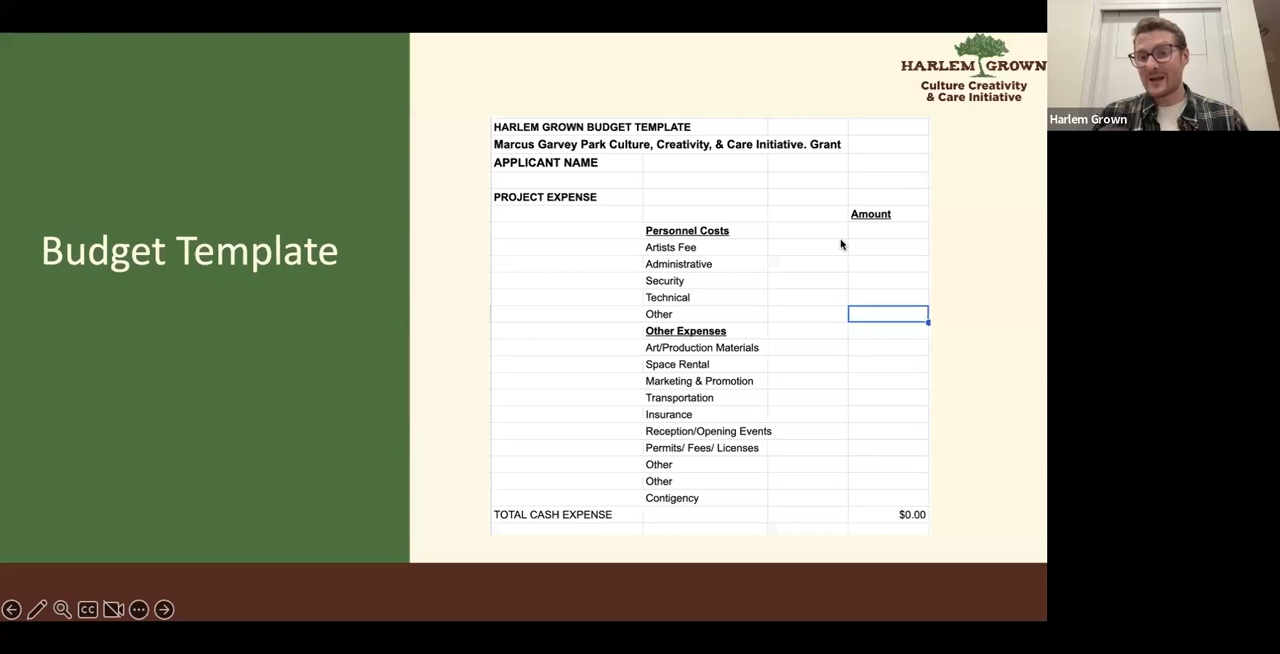 HARLEM GROWN
Culture Creativity
& Care Initiative
Harlem Grown
Budget Template
HARLEM GROWN BUDGET TEMPLATE
Marcus Garvey Park Culture, Creativity, & Care Initiative. Grant
APPLICANT NAME
PROJECT EXPENSE
Amount
Personnel Costs
Artists Fee
Administrative
Security
Technical
Other
Other Expenses
Art/Production Materials
Space Rental
Marketing & Promotion
Transportation
Insurance
Reception/Opening Events
Permits/ Fees/ Licenses
Other
Other
Contigency
TOTAL CASH EXPENSE $0.00
CC